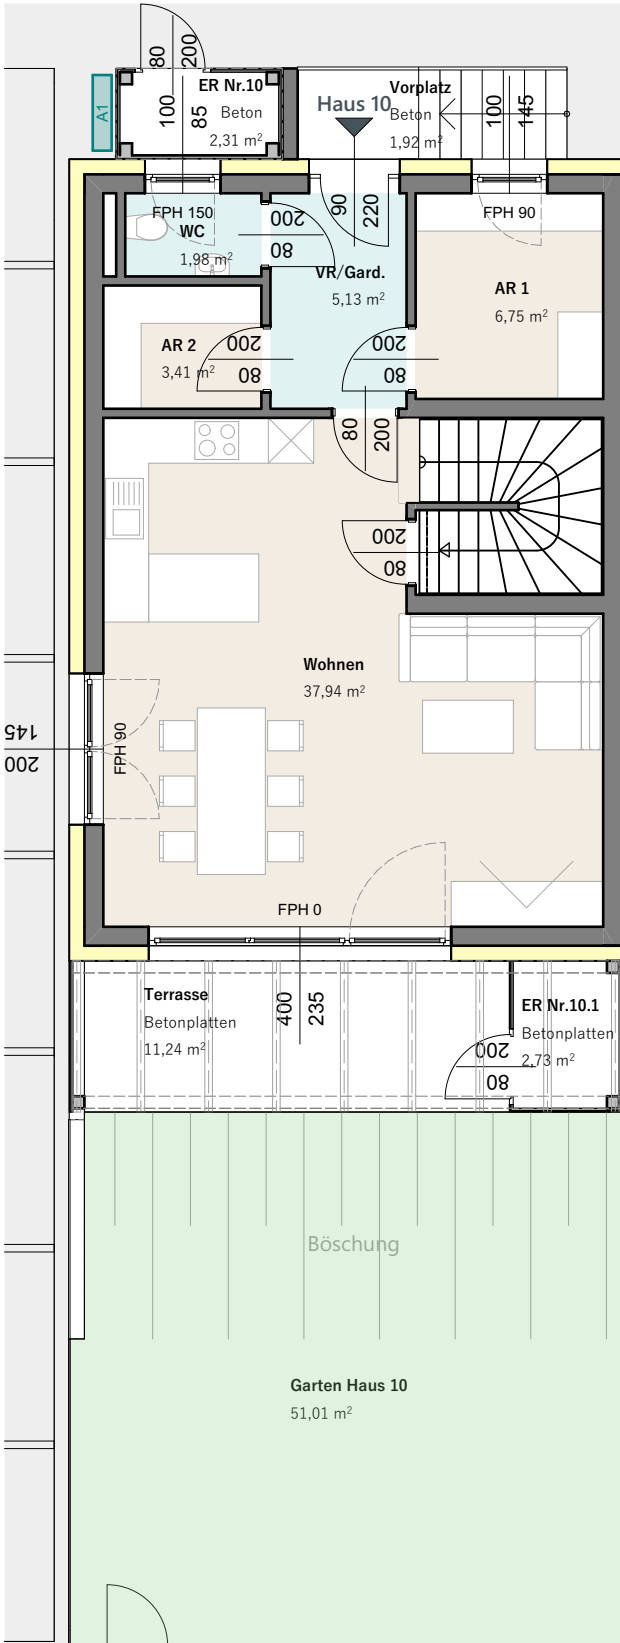 80
200
A1
100
85
ER Nr.10
Beton
2,31 m²
Haus 10
Vorplatz
Beton
1,92 m²
100
145
FPH 150
WC
1,98 m²
200
80
90
220
FPH 90
VR/Gard.
5,13 m²
AR 1
6,75 m²
AR 2
3,41 m²
200
80
200
80
80
200
200
80
Wohnen
37,94 m²
145
200
FPH 90
FPH 0
Terrasse
Betonplatten
11,24 m²
400
235
ER Nr.10.1
Betonplatten
2,73 m²
200
80
Böschung
Garten Haus 10
51,01 m²